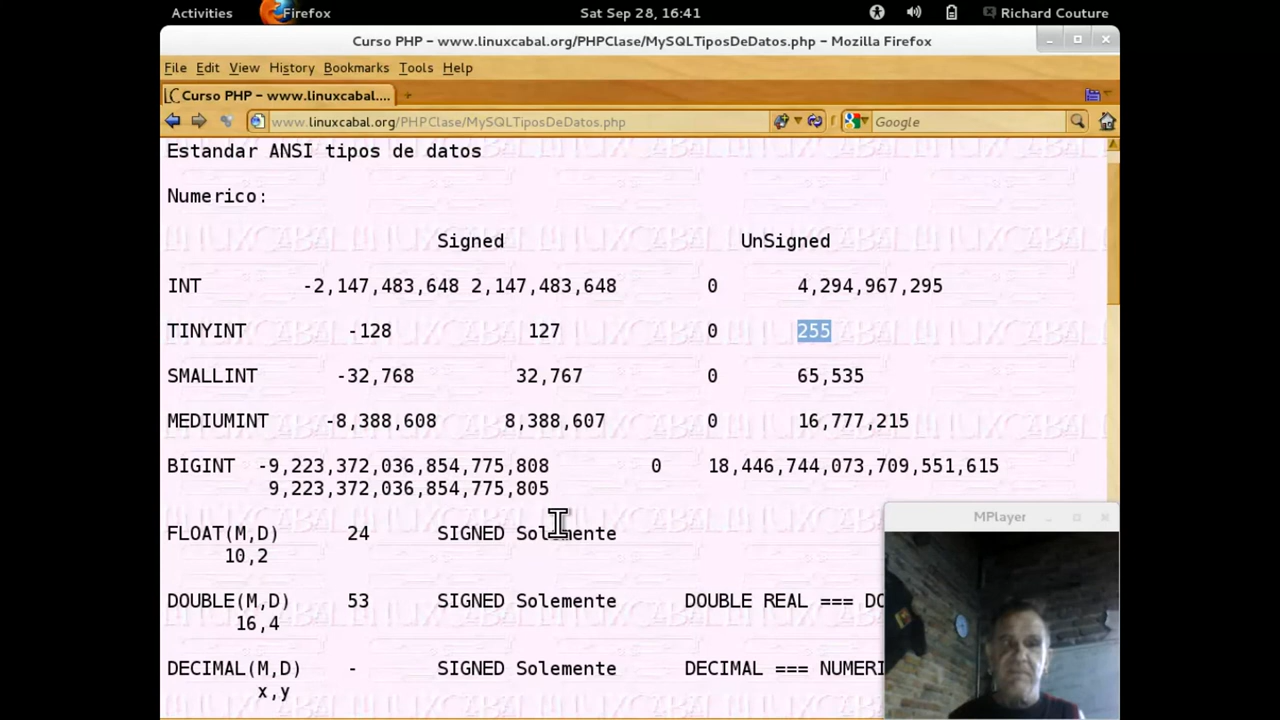 Activities Firefox Sat Sep 28, 16:41 Richard Couture
Curso PHP - www.linuxcabal.org/PHPClase/MySQLTiposDeDatos.php - Mozilla Firefox
File Edit View History Bookmarks Tools Help
Curso PHP - www.linuxcabal....
www.linuxcabal.org/PHPClase/MySQLTiposDeDatos.php Google
Estandar ANSI tipos de datos
Numerico:
Signed UnSigned
INT -2,147,483,648 2,147,483,648 0 4,294,967,295
TINYINT -128 127 0 255
SMALLINT -32,768 32,767 0 65,535
MEDIUMINT -8,388,608 8,388,607 0 16,777,215
BIGINT -9,223,372,036,854,775,808 0 18,446,744,073,709,551,615
9,223,372,036,854,775,805
MPlayer
FLOAT(M,D) 24 SIGNED Solemente
10,2
DOUBLE(M,D) 53 SIGNED Solemente DOUBLE REAL === DO
16,4
DECIMAL(M,D) - SIGNED Solemente DECIMAL === NUMERI
x,y